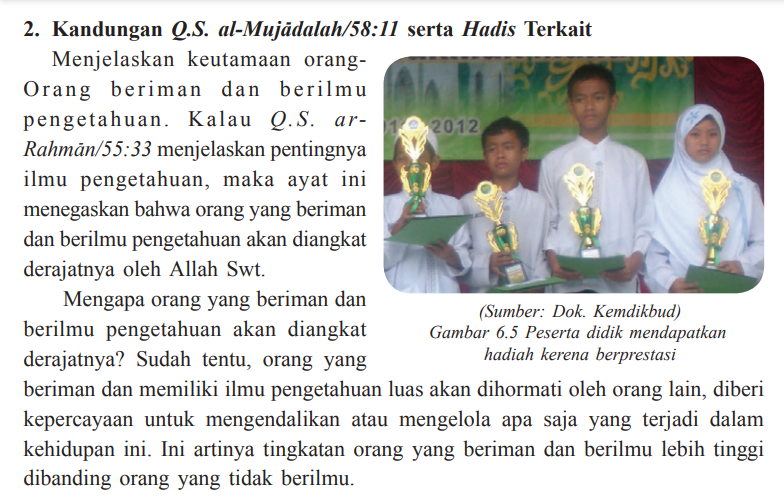 2. Kandungan Q.S. al-Mujādalah/58:11 serta Hadis Terkait
Menjelaskan keutamaan orang-
Orang beriman dan berilmu
pengetahuan. Kalau Q.S. ar-
Rahmān/55:33 menjelaskan pentingnya
ilmu pengetahuan, maka ayat ini
menegaskan bahwa orang yang beriman
dan berilmu pengetahuan akan diangkat
derajatnya oleh Allah Swt.
Mengapa orang yang beriman dan
berilmu pengetahuan akan diangkat
derajatnya? Sudah tentu, orang yang
2012
(Sumber: Dok. Kemdikbud)
Gambar 6.5 Peserta didik mendapatkan
hadiah kerena berprestasi
beriman dan memiliki ilmu pengetahuan luas akan dihormati oleh orang lain, diberi
kepercayaan untuk mengendalikan atau mengelola apa saja yang terjadi dalam
kehidupan ini. Ini artinya tingkatan orang yang beriman dan berilmu lebih tinggi
dibanding orang yang tidak berilmu.